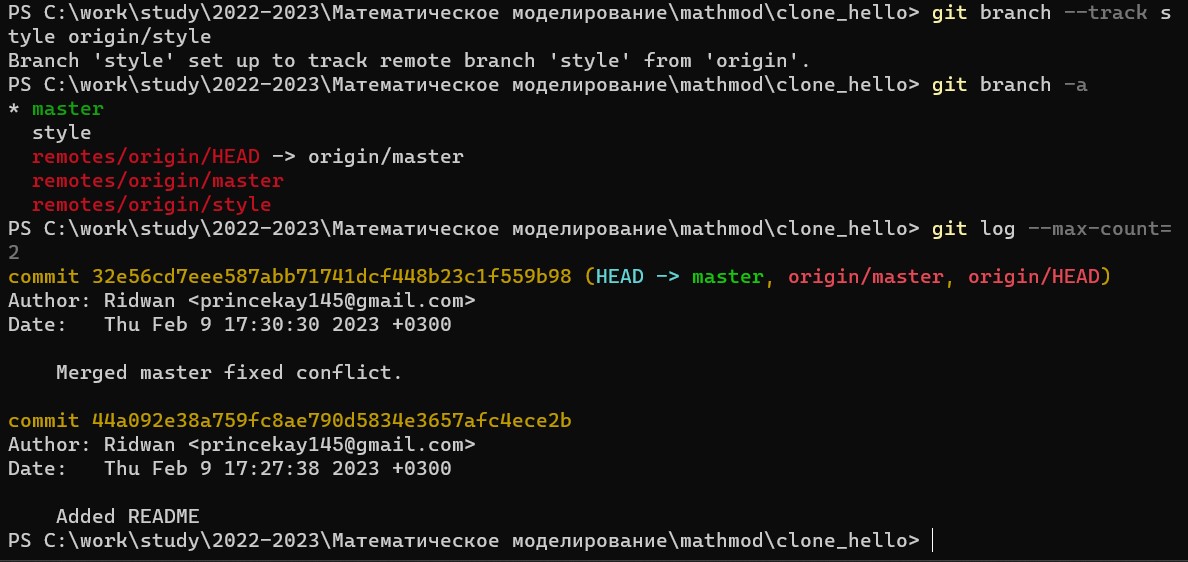 PS C:\work\study\2022-2023\Математическое моделирование\mathmod\clone_hello> git branch --track s
tyle origin/style
Branch 'style' set up to track remote branch 'style' from 'origin'.
PS C:\work\study\2022-2023\Математическое моделирование\mathmod\clone_hello> git branch -a
* master
  style
  remotes/origin/HEAD -> origin/master
  remotes/origin/master
  remotes/origin/style
PS C:\work\study\2022-2023\Математическое моделирование\mathmod\clone_hello> git log --max-count=
2
commit 32e56cd7eee587abb71741dcf448b23c1f559b98 (HEAD -> master, origin/master, origin/HEAD)
Author: Ridwan <princekay145@gmail.com>
Date:   Thu Feb 9 17:30:30 2023 +0300

    Merged master fixed conflict.

commit 44a092e38a759fc8ae790d5834e3657afc4ece2b
Author: Ridwan <princekay145@gmail.com>
Date:   Thu Feb 9 17:27:38 2023 +0300

    Added README
PS C:\work\study\2022-2023\Математическое моделирование\mathmod\clone_hello>